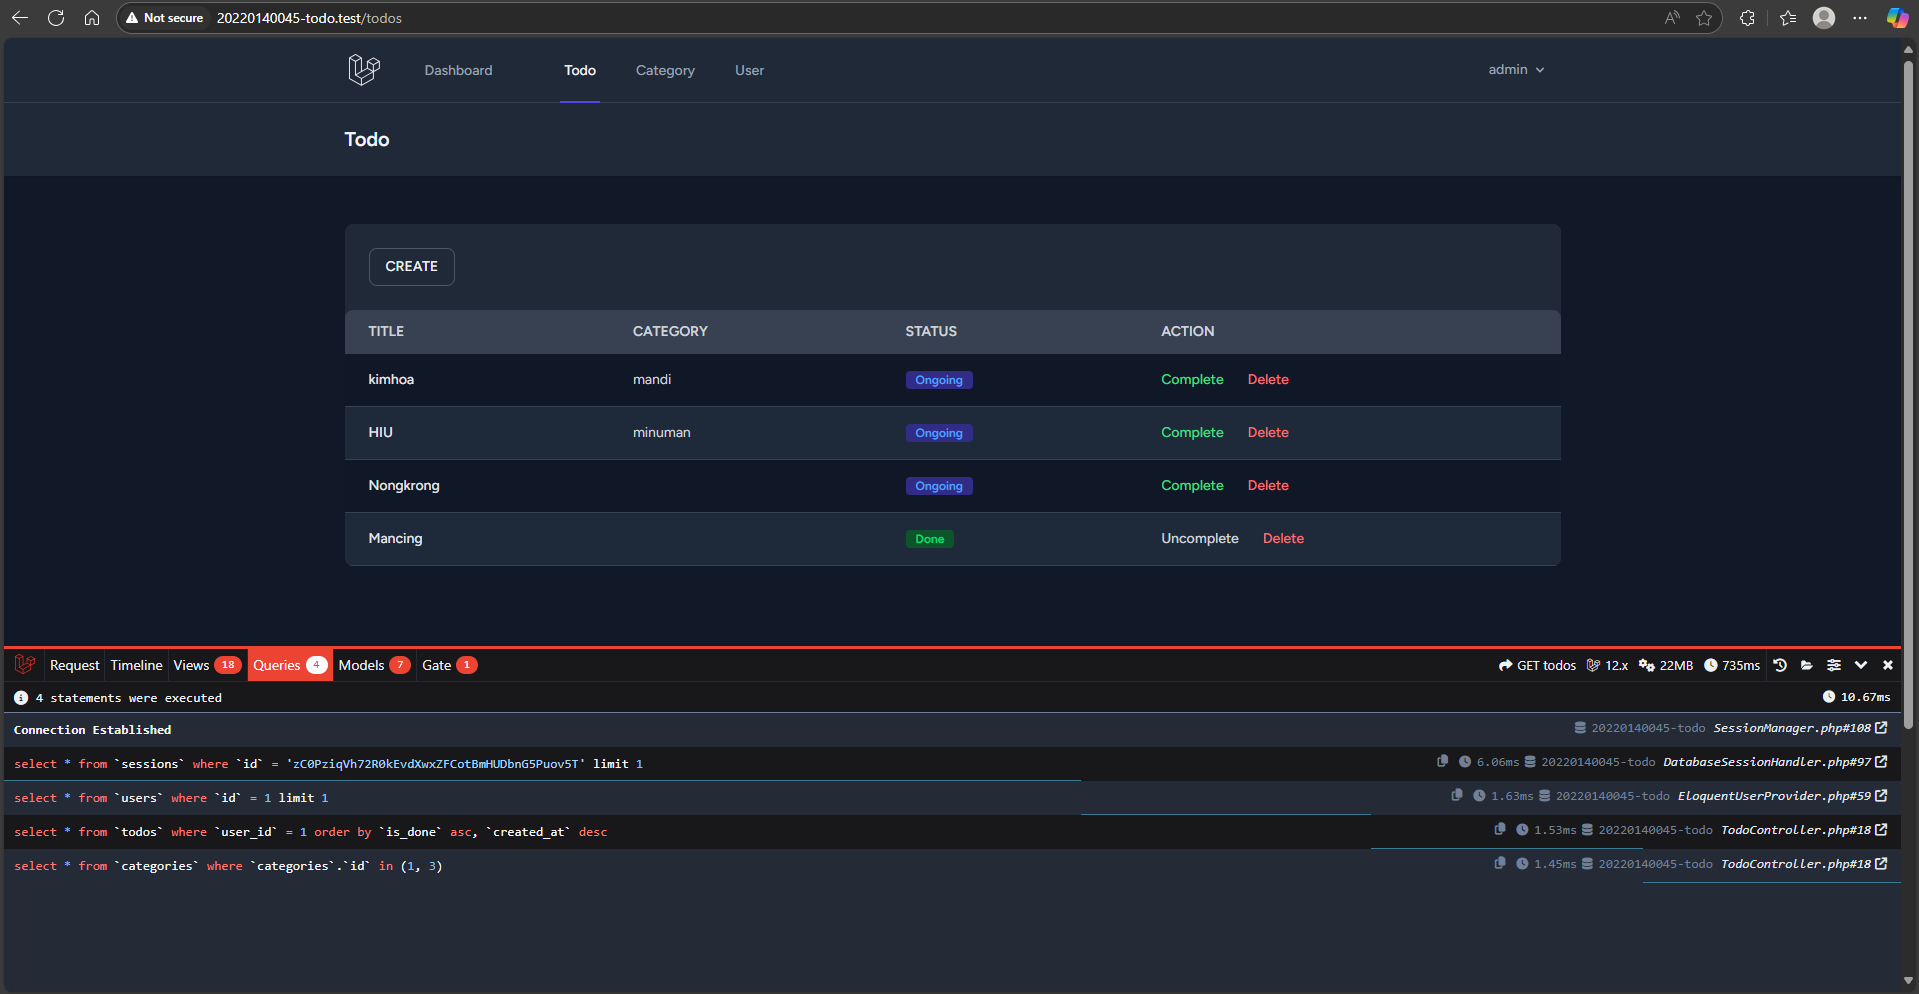 Not secure 20220140045-todo.test/todos
Dashboard Todo Category User admin
Todo
CREATE
TITLE CATEGORY STATUS ACTION
kimhoa mandi Ongoing Complete Delete
HIU minuman Ongoing Complete Delete
Nongkrong Ongoing Complete Delete
Mancing Done Uncomplete Delete
Request Timeline Views 18 Queries 4 Models 7 Gate 1 GET todos 12.x 22MB 735ms
4 statements were executed 10.67ms
Connection Established 20220140045-todo SessionManager.php#108
select * from `sessions` where `id` = 'zC0PziqVh72R0kEvdXwxZFCotBmHUDbnG5Puov5T' limit 1 6.06ms 20220140045-todo DatabaseSessionHandler.php#97
select * from `users` where `id` = 1 limit 1 1.63ms 20220140045-todo EloquentUserProvider.php#59
select * from `todos` where `user_id` = 1 order by `is_done` asc, `created_at` desc 1.53ms 20220140045-todo TodoController.php#18
select * from `categories` where `categories`.`id` in (1, 3) 1.45ms 20220140045-todo TodoController.php#18